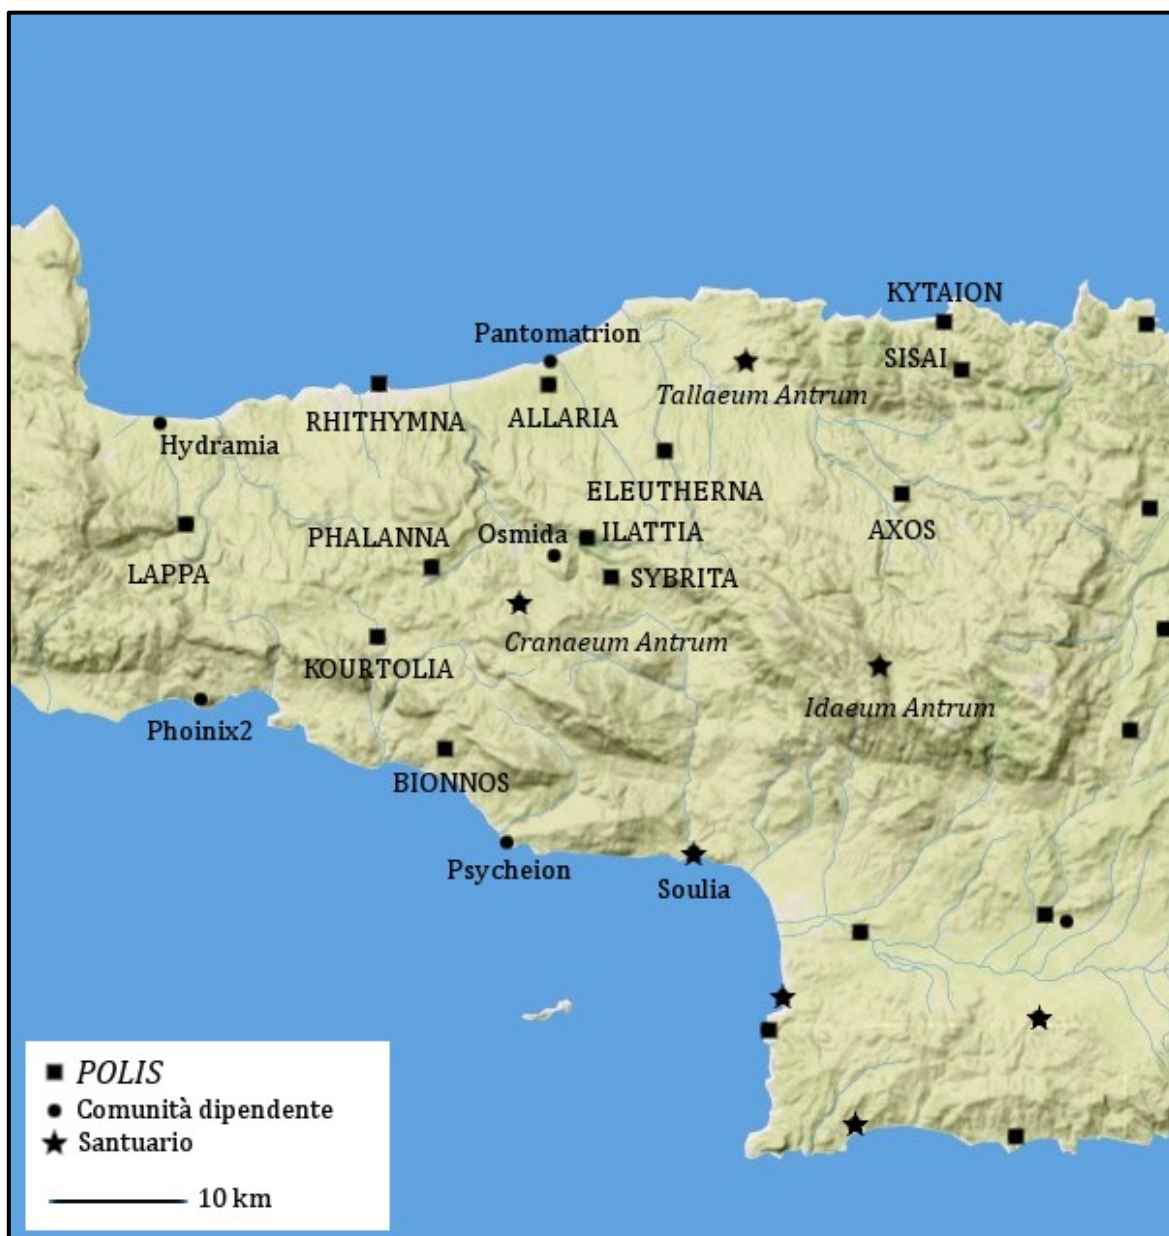 KYTAION
Pantomatrion
SISAI
Tallaeum Antrum
RHITHYMNA
ALLARIA
Hydramia
ELEUTHERNA
PHALANNA
Osmida
ILATTIA
AXOS
LAPPA
SYBRITA
Cranaeum Antrum
KOURTOLIA
Idaeum Antrum
Phoinix2
BIONNOS
Psycheion
Soulia
POLIS
Comunità dipendente
Santuario
10 km